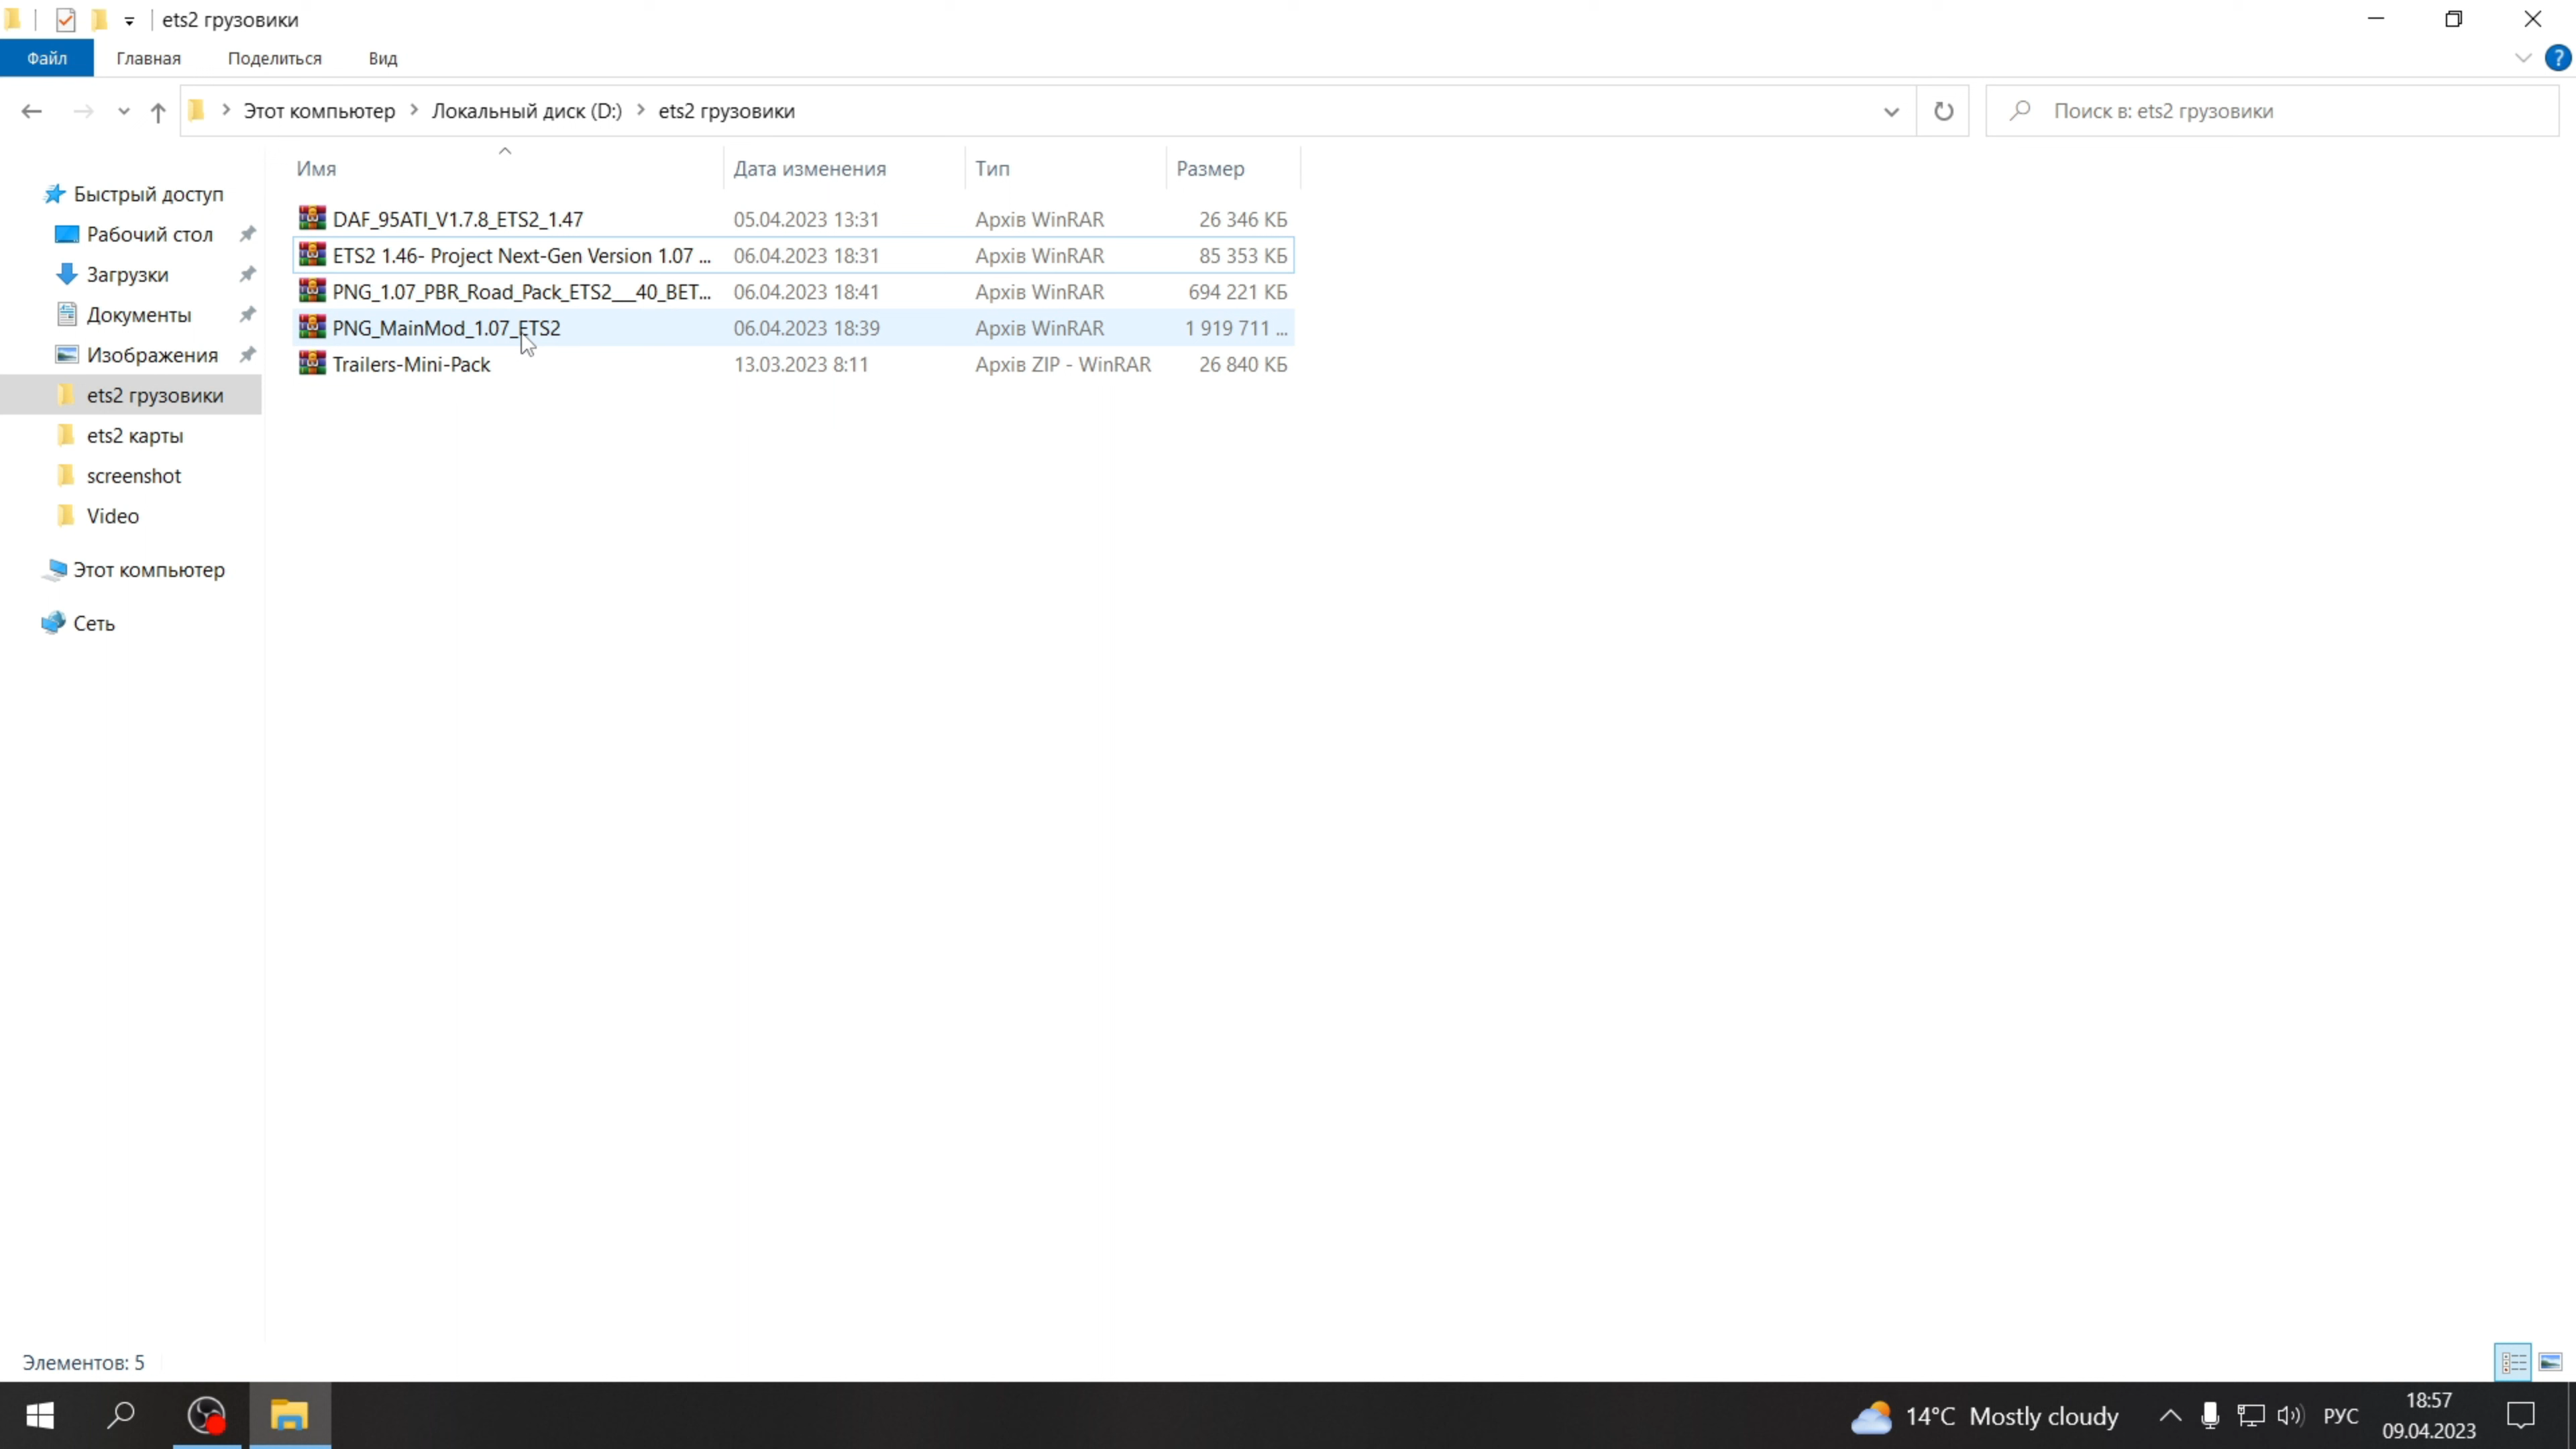 ets2 грузовики
Файл Главная Поделиться Вид
Этот компьютер Локальный диск (D:) ets2 грузовики
Поиск в: ets2 грузовики
Имя Дата изменения Тип Размер
DAF_95ATI_V1.7.8_ETS2_1.47 05.04.2023 13:31 Архів WinRAR 26 346 КБ
ETS2 1.46- Project Next-Gen Version 1.07 ... 06.04.2023 18:31 Архів WinRAR 85 353 КБ
PNG_1.07_PBR_Road_Pack_ETS2__40_BET... 06.04.2023 18:41 Архів WinRAR 694 221 КБ
PNG_MainMod_1.07_ETS2 06.04.2023 18:39 Архів WinRAR 1 919 711 ...
Trailers-Mini-Pack 13.03.2023 8:11 Архів ZIP - WinRAR 26 840 КБ
Быстрый доступ
Рабочий стол
Загрузки
Документы
Изображения
ets2 грузовики
ets2 карты
screenshot
Video
Этот компьютер
Сеть
Элементов: 5
14°C Mostly cloudy
РУС
18:57
09.04.2023